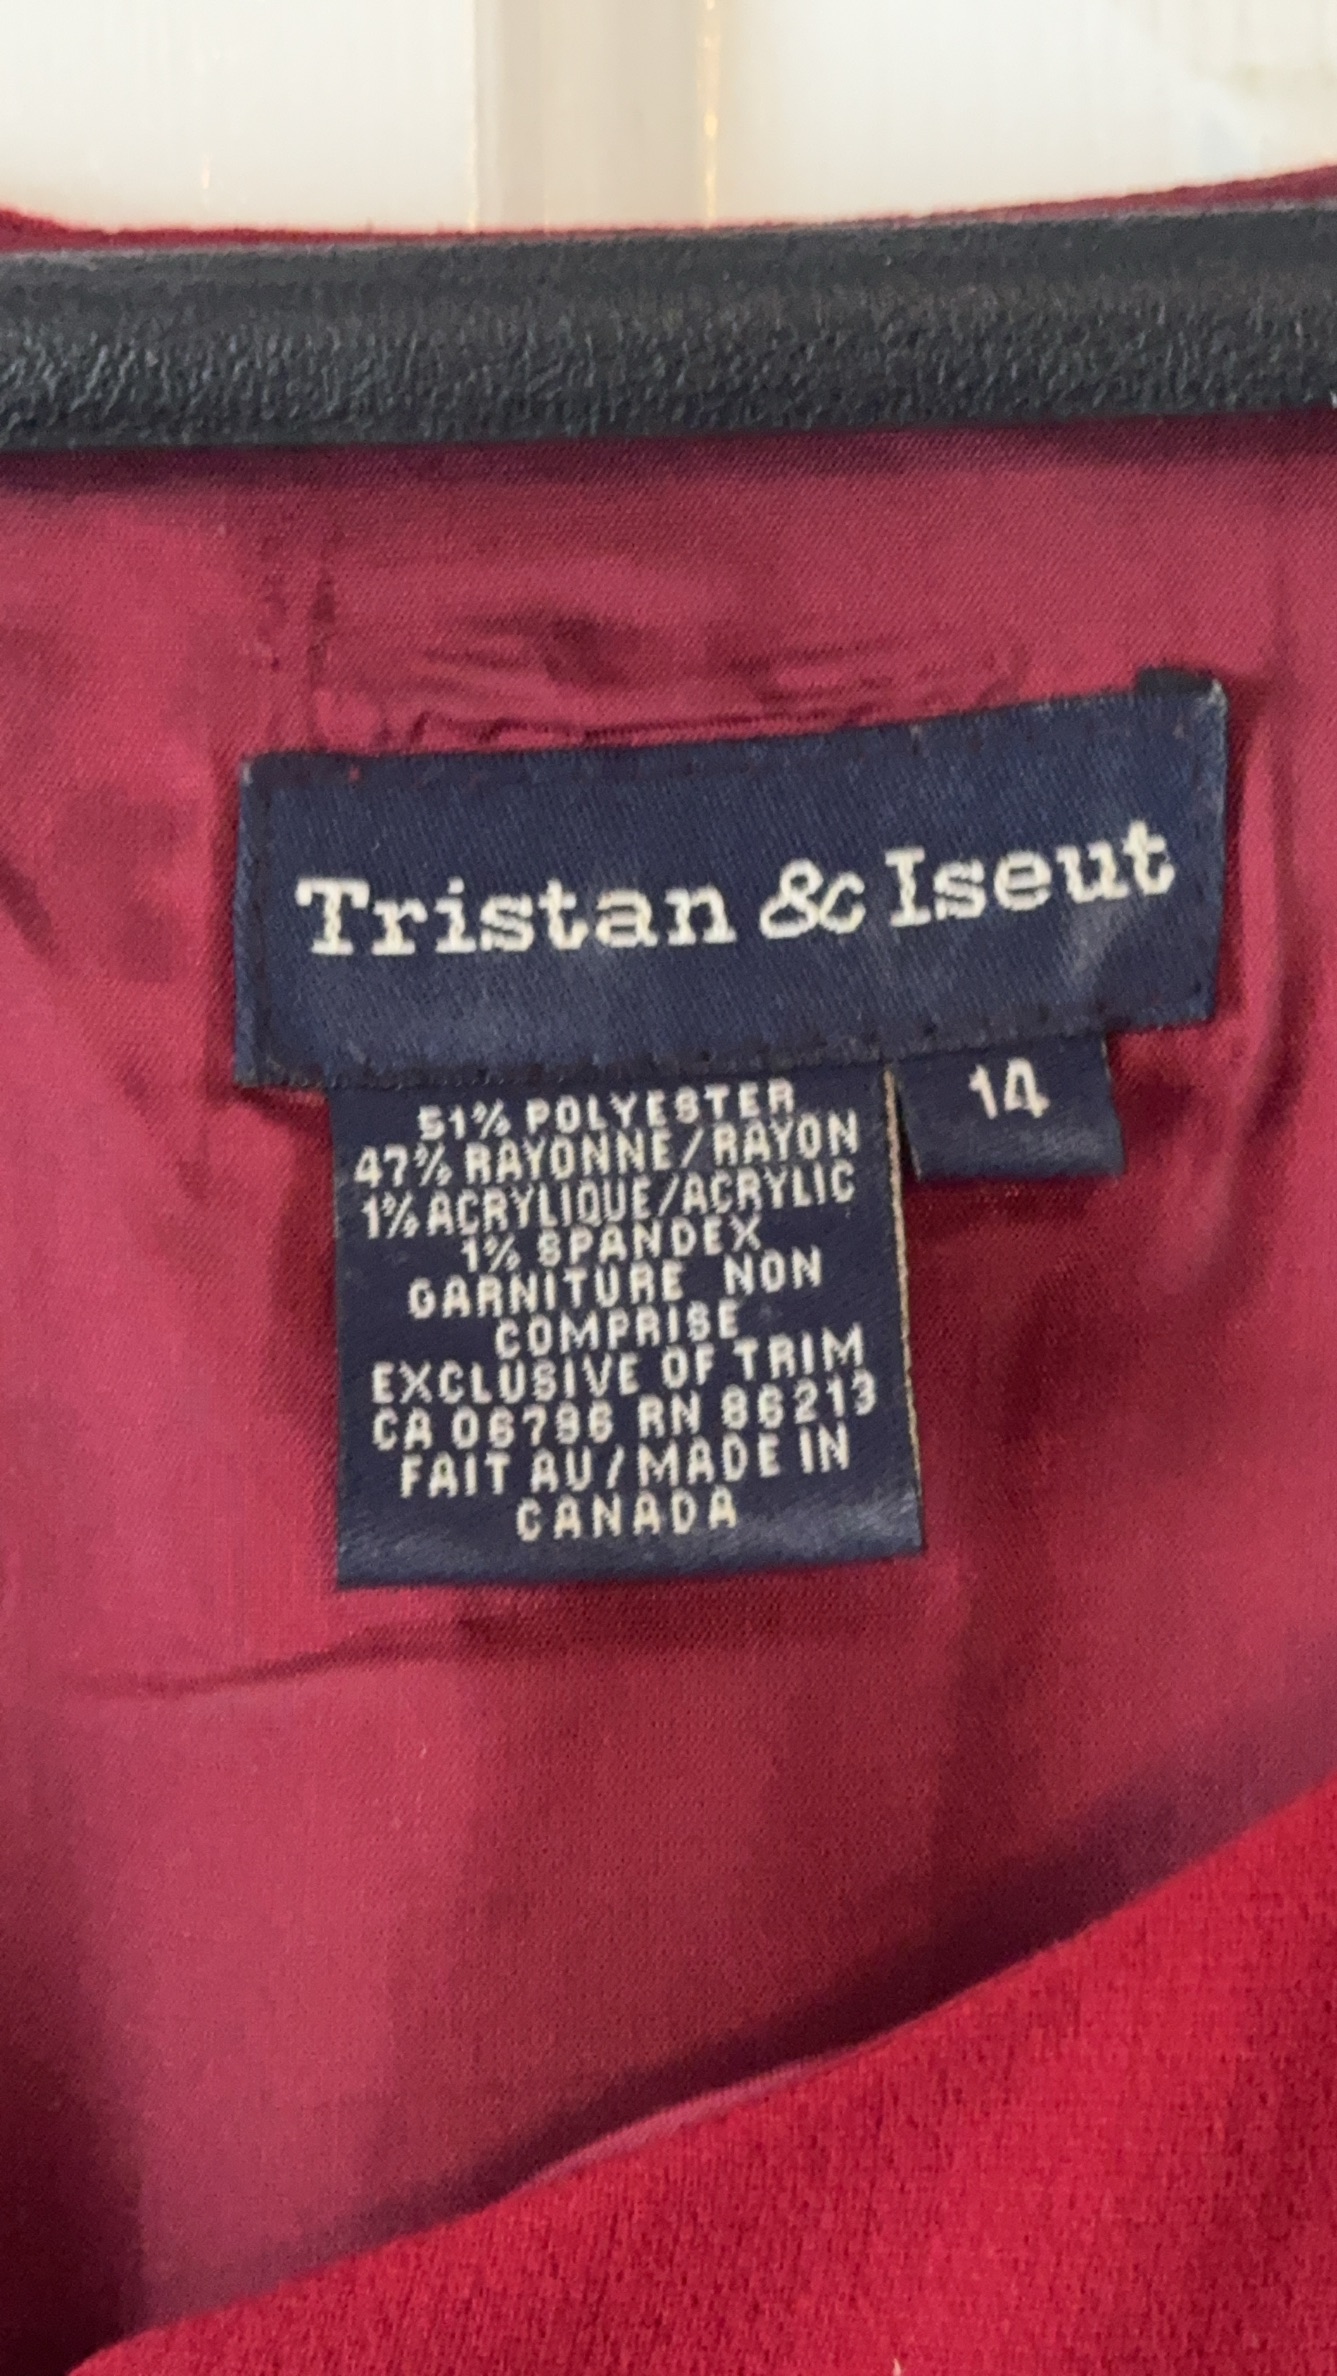 Tristan & Iseut
14
51% POLYESTER
47% RAYONNE/RAYON
1% ACRYLIQUE/ACRYLIC
1% SPANDEX
GARNITURE NON
COMPRISE
EXCLUSIVE OF TRIM
CA 06796 RN 86213
FAIT AU/MADE IN
CANADA